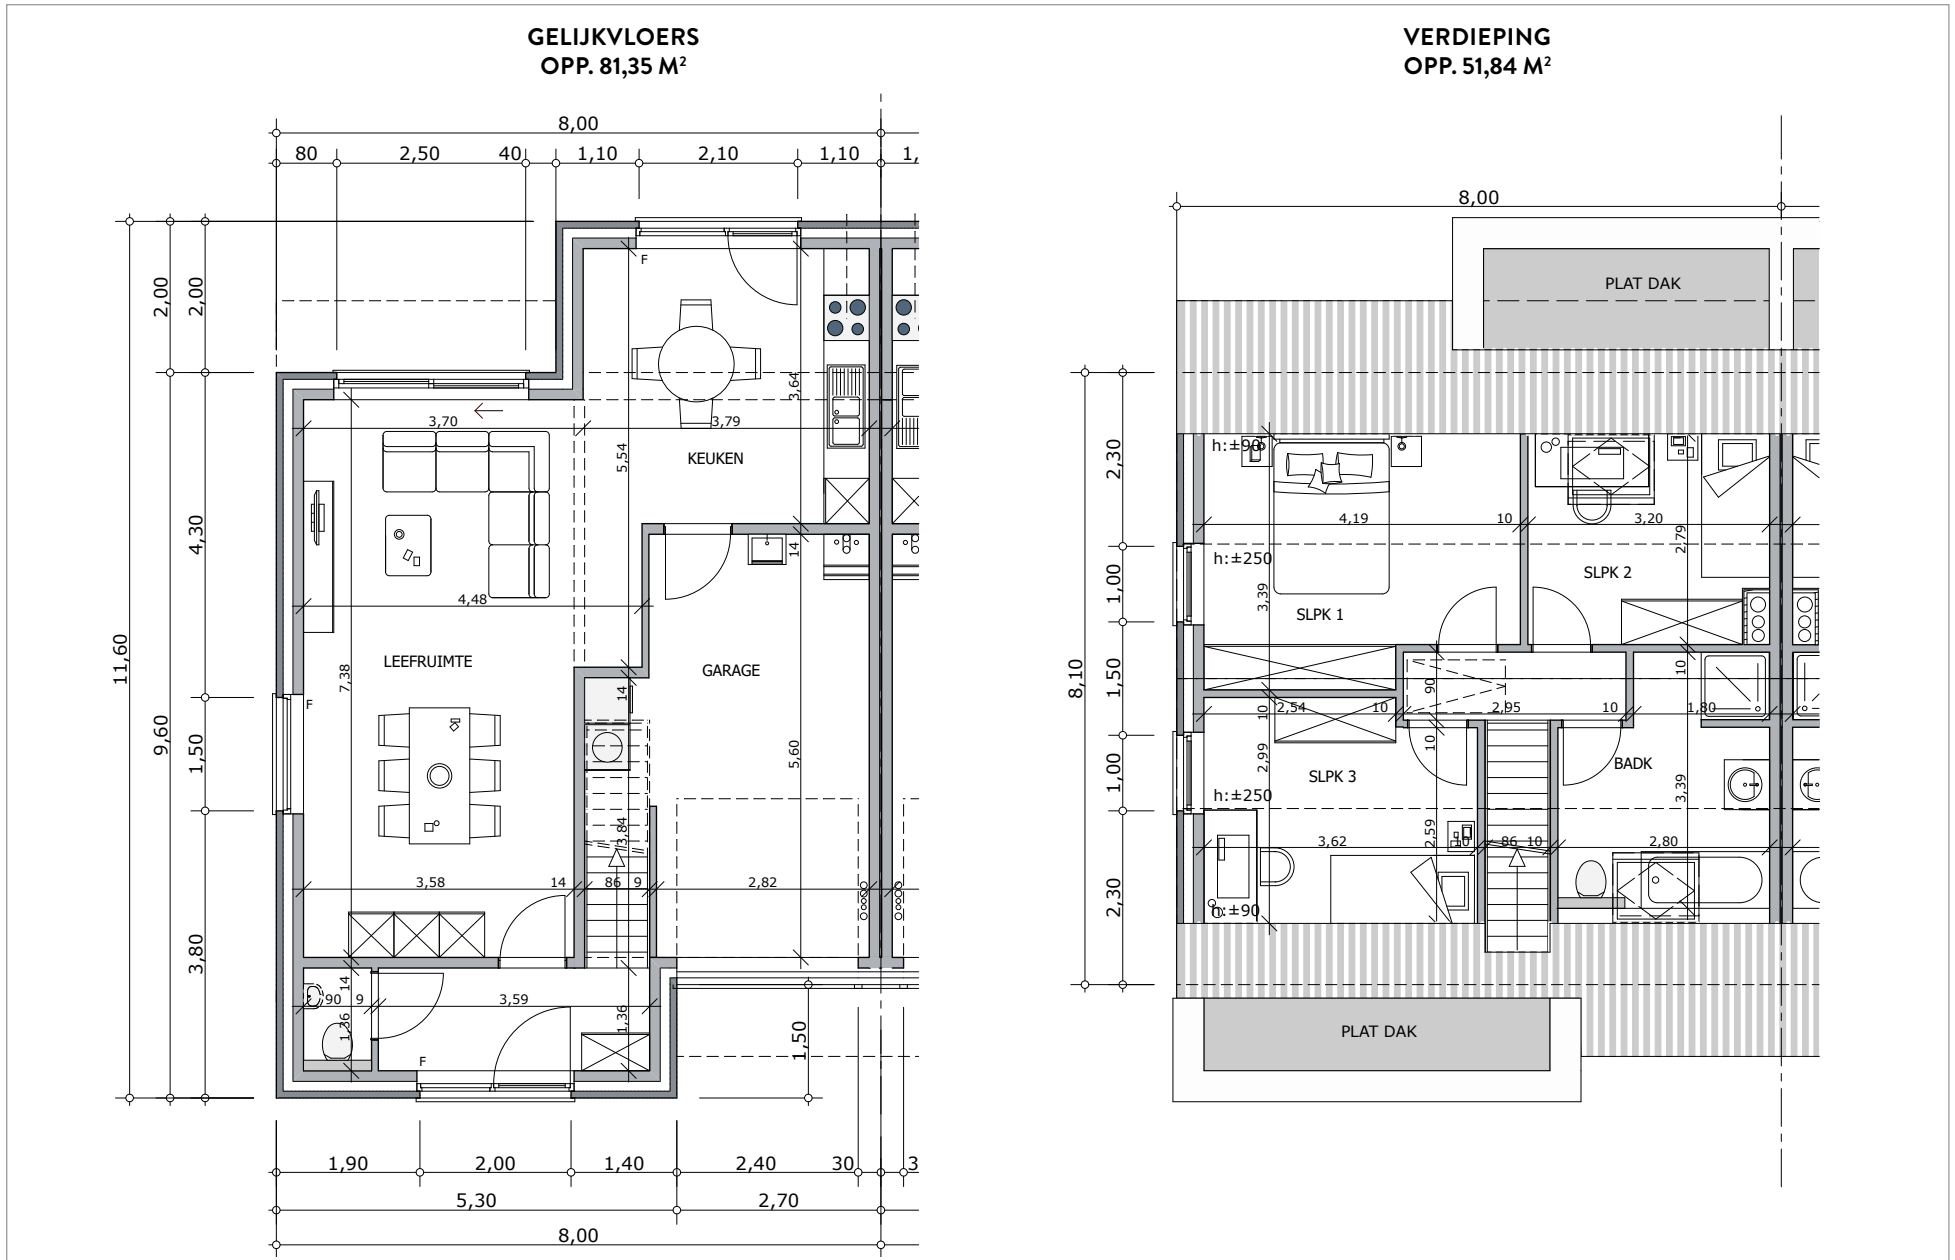 GELIJKVLOERS
OPP. 81,35 M²
8,00
80 2,50 40 1,10 2,10 1,10 1,
2,00 2,00
F
3,64
3,70 3,79
5,54
KEUKEN
4,30
14
4,48
11,60
LEEFRUIMTE
GARAGE
7,38
14
F
9,60
1,50
5,60
3,84
3,58 14 86 9 2,82
3,80
14
90 9 3,59
1,36 1,36
1,50
F
1,90 2,00 1,40 2,40 30 3
5,30 2,70
8,00
VERDIEPING
OPP. 51,84 M²
8,00
PLAT DAK
h:±90
2,30
4,19 10 3,20
2,79
h:±250
SLPK 2
1,00
3,39
SLPK 1
10
8,10
1,50
90
2,54 10 2,95 10 1,80
10
10
1,00
2,99
SLPK 3
BADK
3,39
h:±250
2,59
3,62 10 86 10 2,80
2,30
h:±90
PLAT DAK